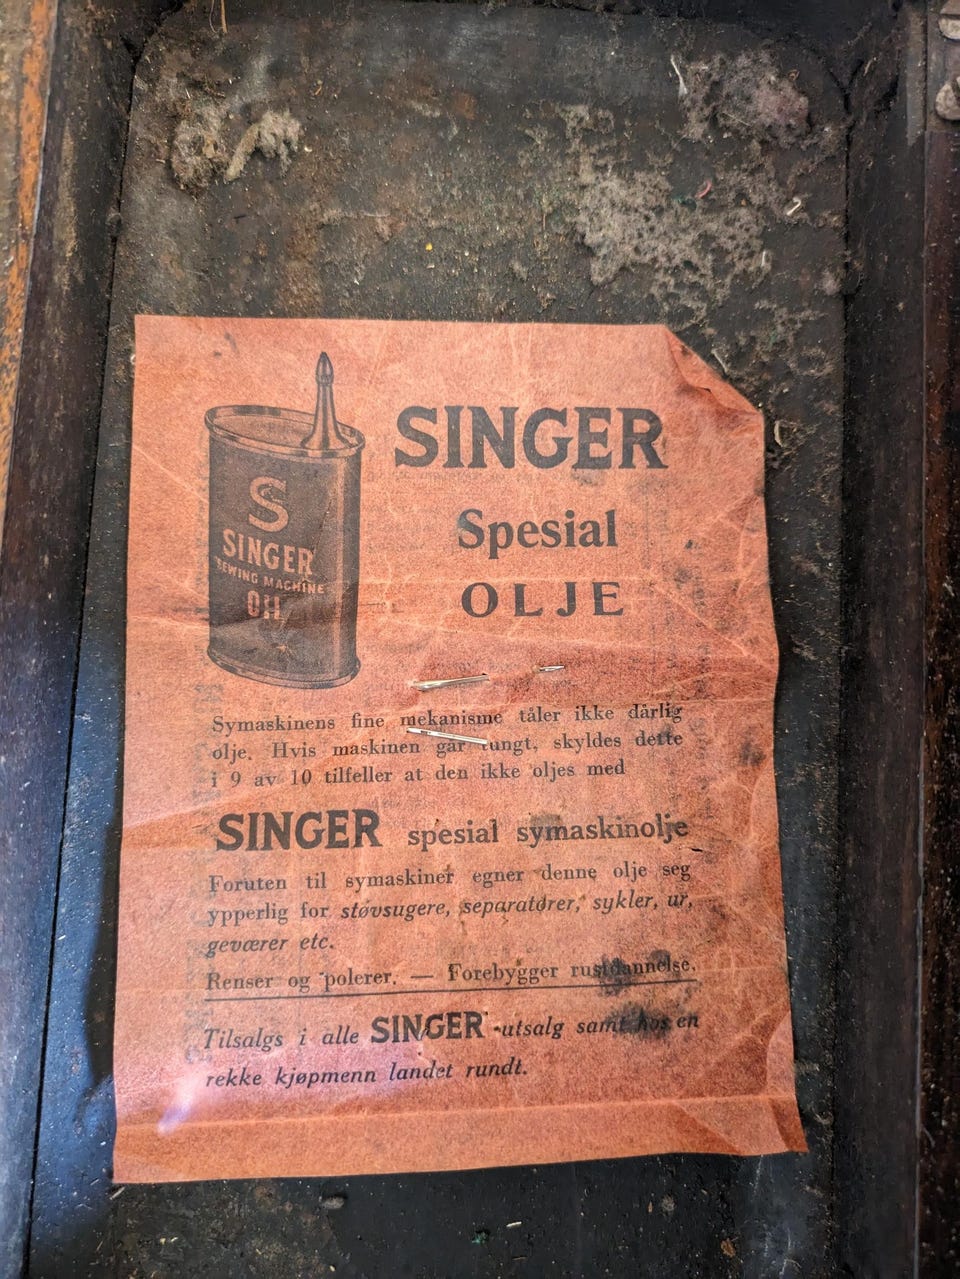 S
SINGER
SEWING MACHINE
OIL
SINGER
Spesial
OLJE
Symaskinens fine mekanisme tåler ikke dårlig
olje. Hvis maskinen går tungt, skyldes dette
i 9 av 10 tilfeller at den ikke oljes med
SINGER spesial symaskinolje
Foruten til symaskiner egner denne olje seg
ypperlig for støvsugere, separatorer, sykler, ur,
geværer etc.
Renser og polerer. — Forebygger rustdannelse.
Tilsalgs i alle SINGER-utsalg samt hos en
rekke kjøpmenn landet rundt.